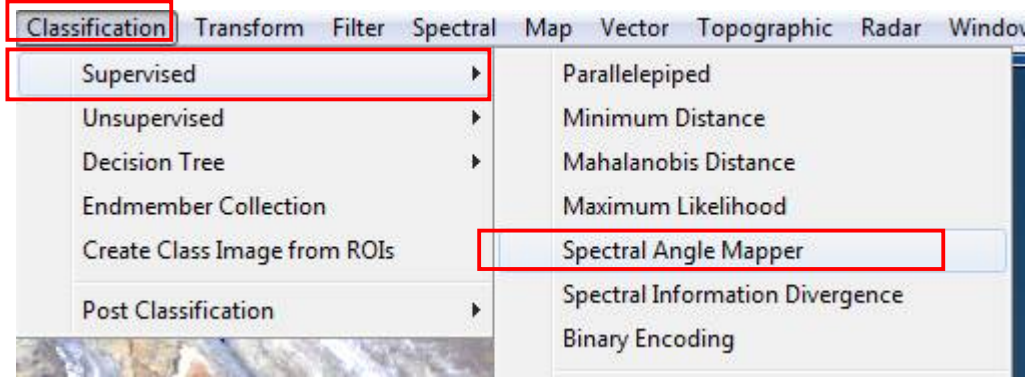 Classification Transform Filter Spectral Map Vector Topographic Radar Window
Supervised
Unsupervised
Decision Tree
Endmember Collection
Create Class Image from ROIs
Post Classification
Parallelepiped
Minimum Distance
Mahalanobis Distance
Maximum Likelihood
Spectral Angle Mapper
Spectral Information Divergence
Binary Encoding